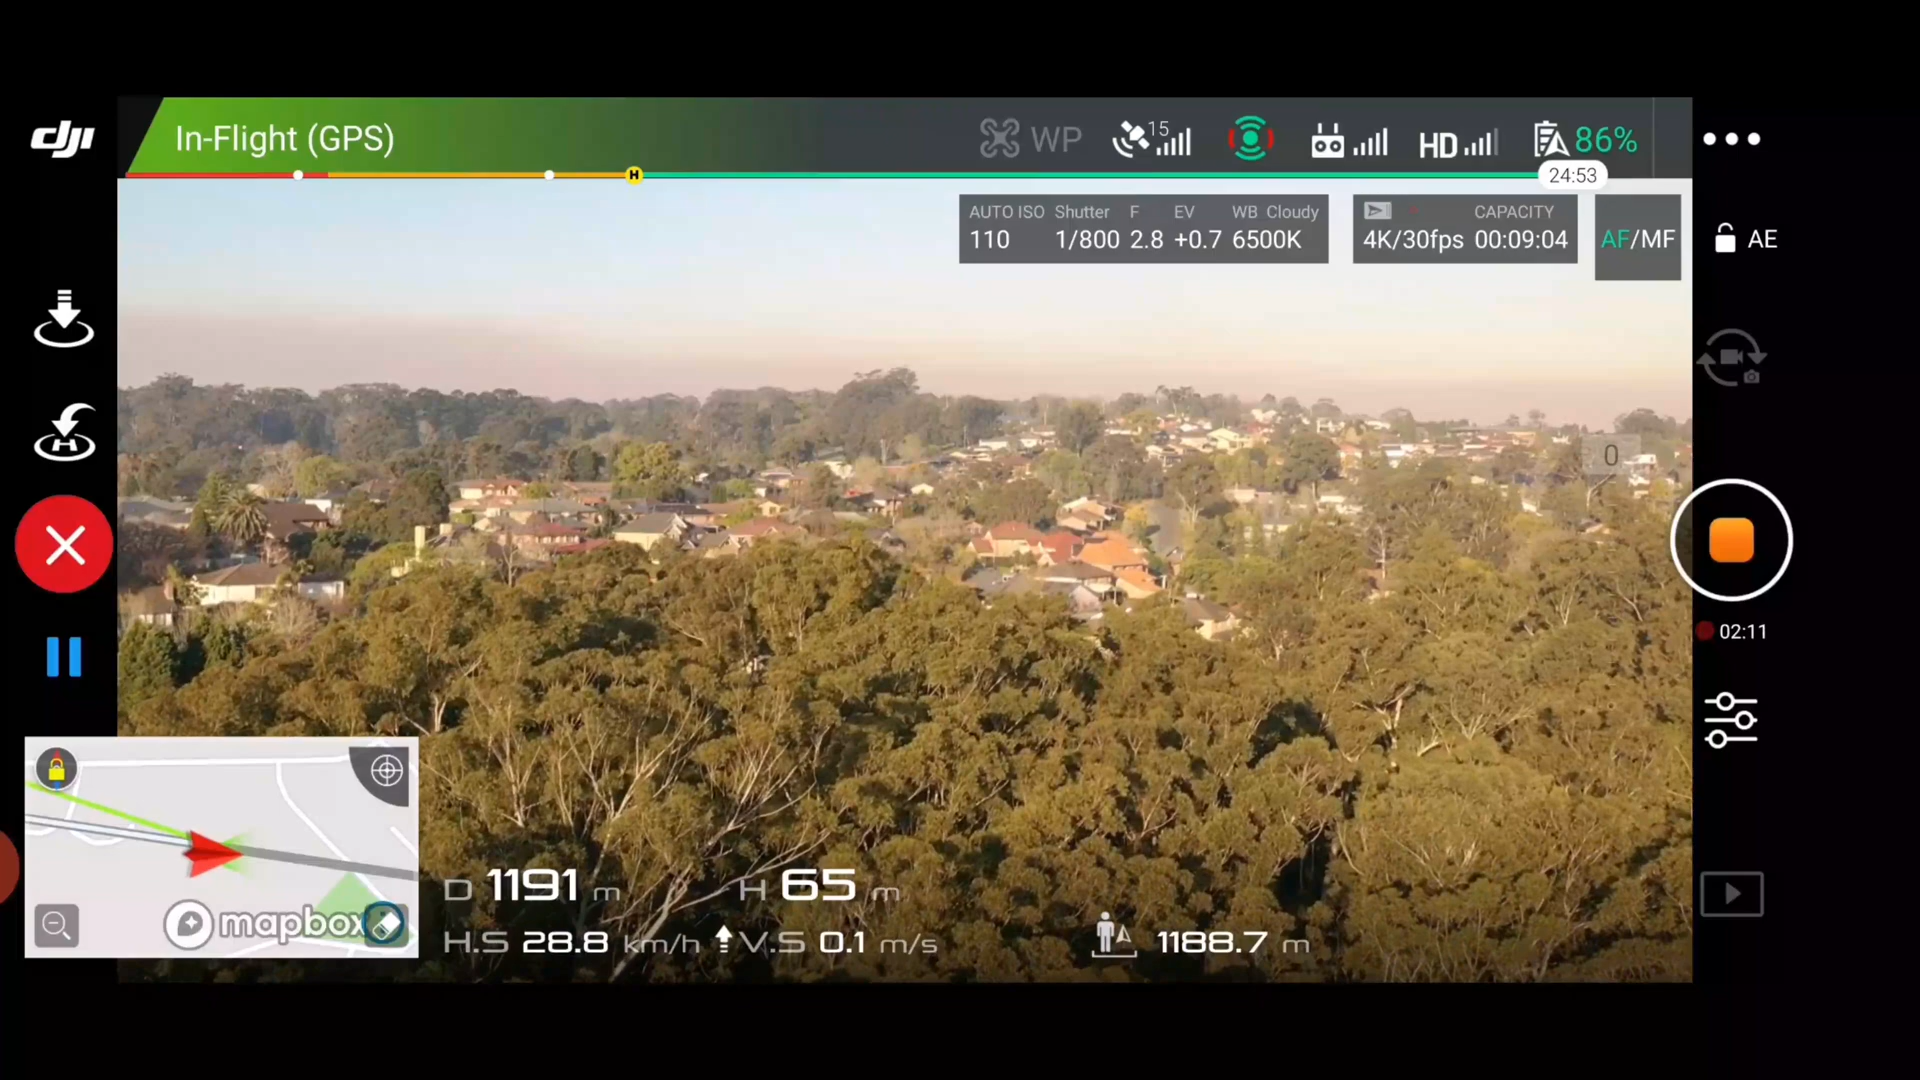 dji
In-Flight (GPS)
WP
15
HD
86%
H
24:53
AUTO ISO Shutter F EV WB Cloudy
110 1/800 2.8 +0.7 6500K
CAPACITY
4K/30fps 00:09:04
AF/MF
AE
0
H
02:11
mapbox
D 1191 m H 65 m
H.S 28.8 km/h V.S 0.1 m/s
1188.7 m